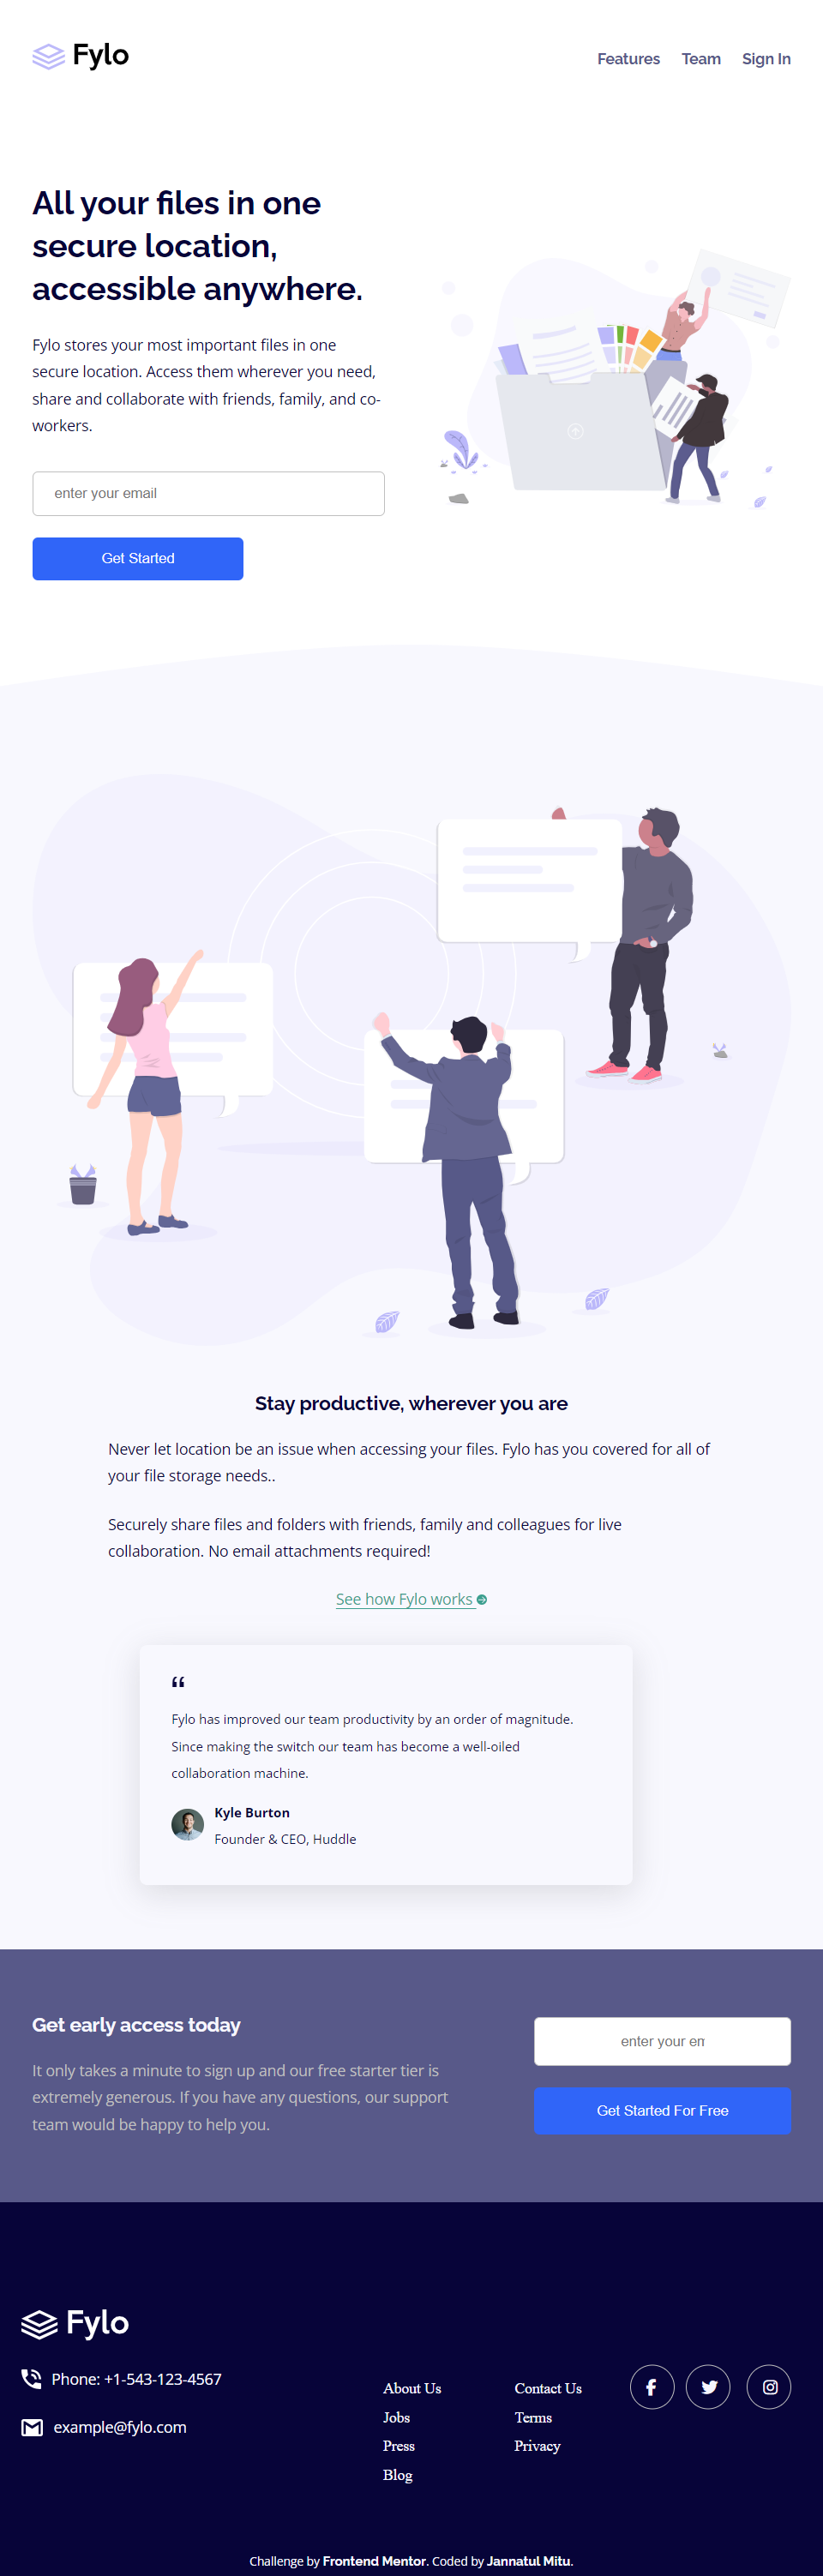 Fylo
Features Team Sign In
All your files in one
secure location,
accessible anywhere.
Fylo stores your most important files in one
secure location. Access them wherever you need,
share and collaborate with friends, family, and co-
workers.
enter your email
Get Started
Stay productive, wherever you are
Never let location be an issue when accessing your files. Fylo has you covered for all of
your file storage needs..
Securely share files and folders with friends, family and colleagues for live
collaboration. No email attachments required!
See how Fylo works
“
Fylo has improved our team productivity by an order of magnitude.
Since making the switch our team has become a well-oiled
collaboration machine.
Kyle Burton
Founder & CEO, Huddle
Get early access today
It only takes a minute to sign up and our free starter tier is
extremely generous. If you have any questions, our support
team would be happy to help you.
enter your
Get Started For Free
Fylo
Phone: +1-543-123-4567
example@fylo.com
About Us
Jobs
Press
Blog
Contact Us
Terms
Privacy
Challenge by Frontend Mentor. Coded by Jannatul Mitu.